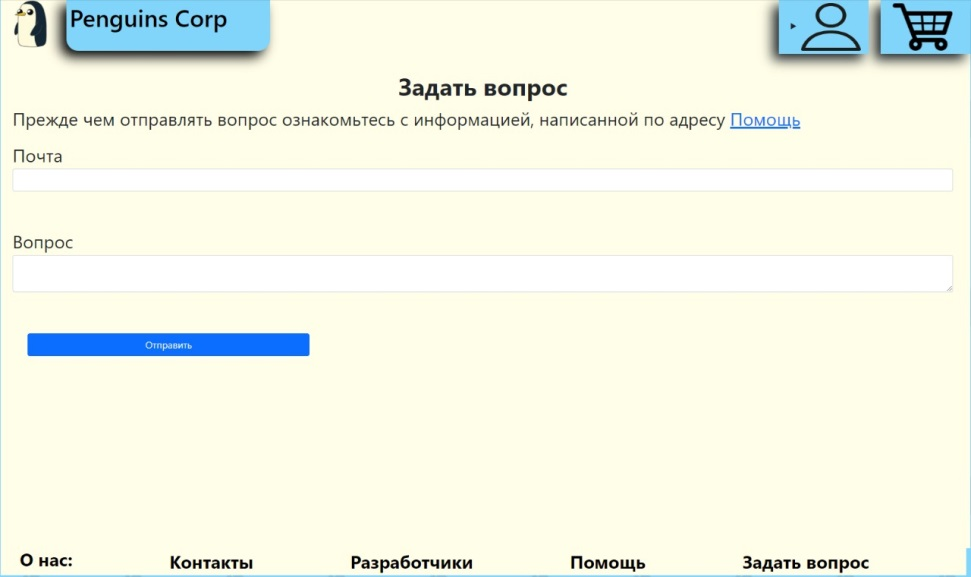 Penguins Corp
Задать вопрос
Прежде чем отправлять вопрос ознакомьтесь с информацией, написанной по адресу Помощь
Почта
Вопрос
Отправить
О нас: Контакты Разработчики Помощь Задать вопрос